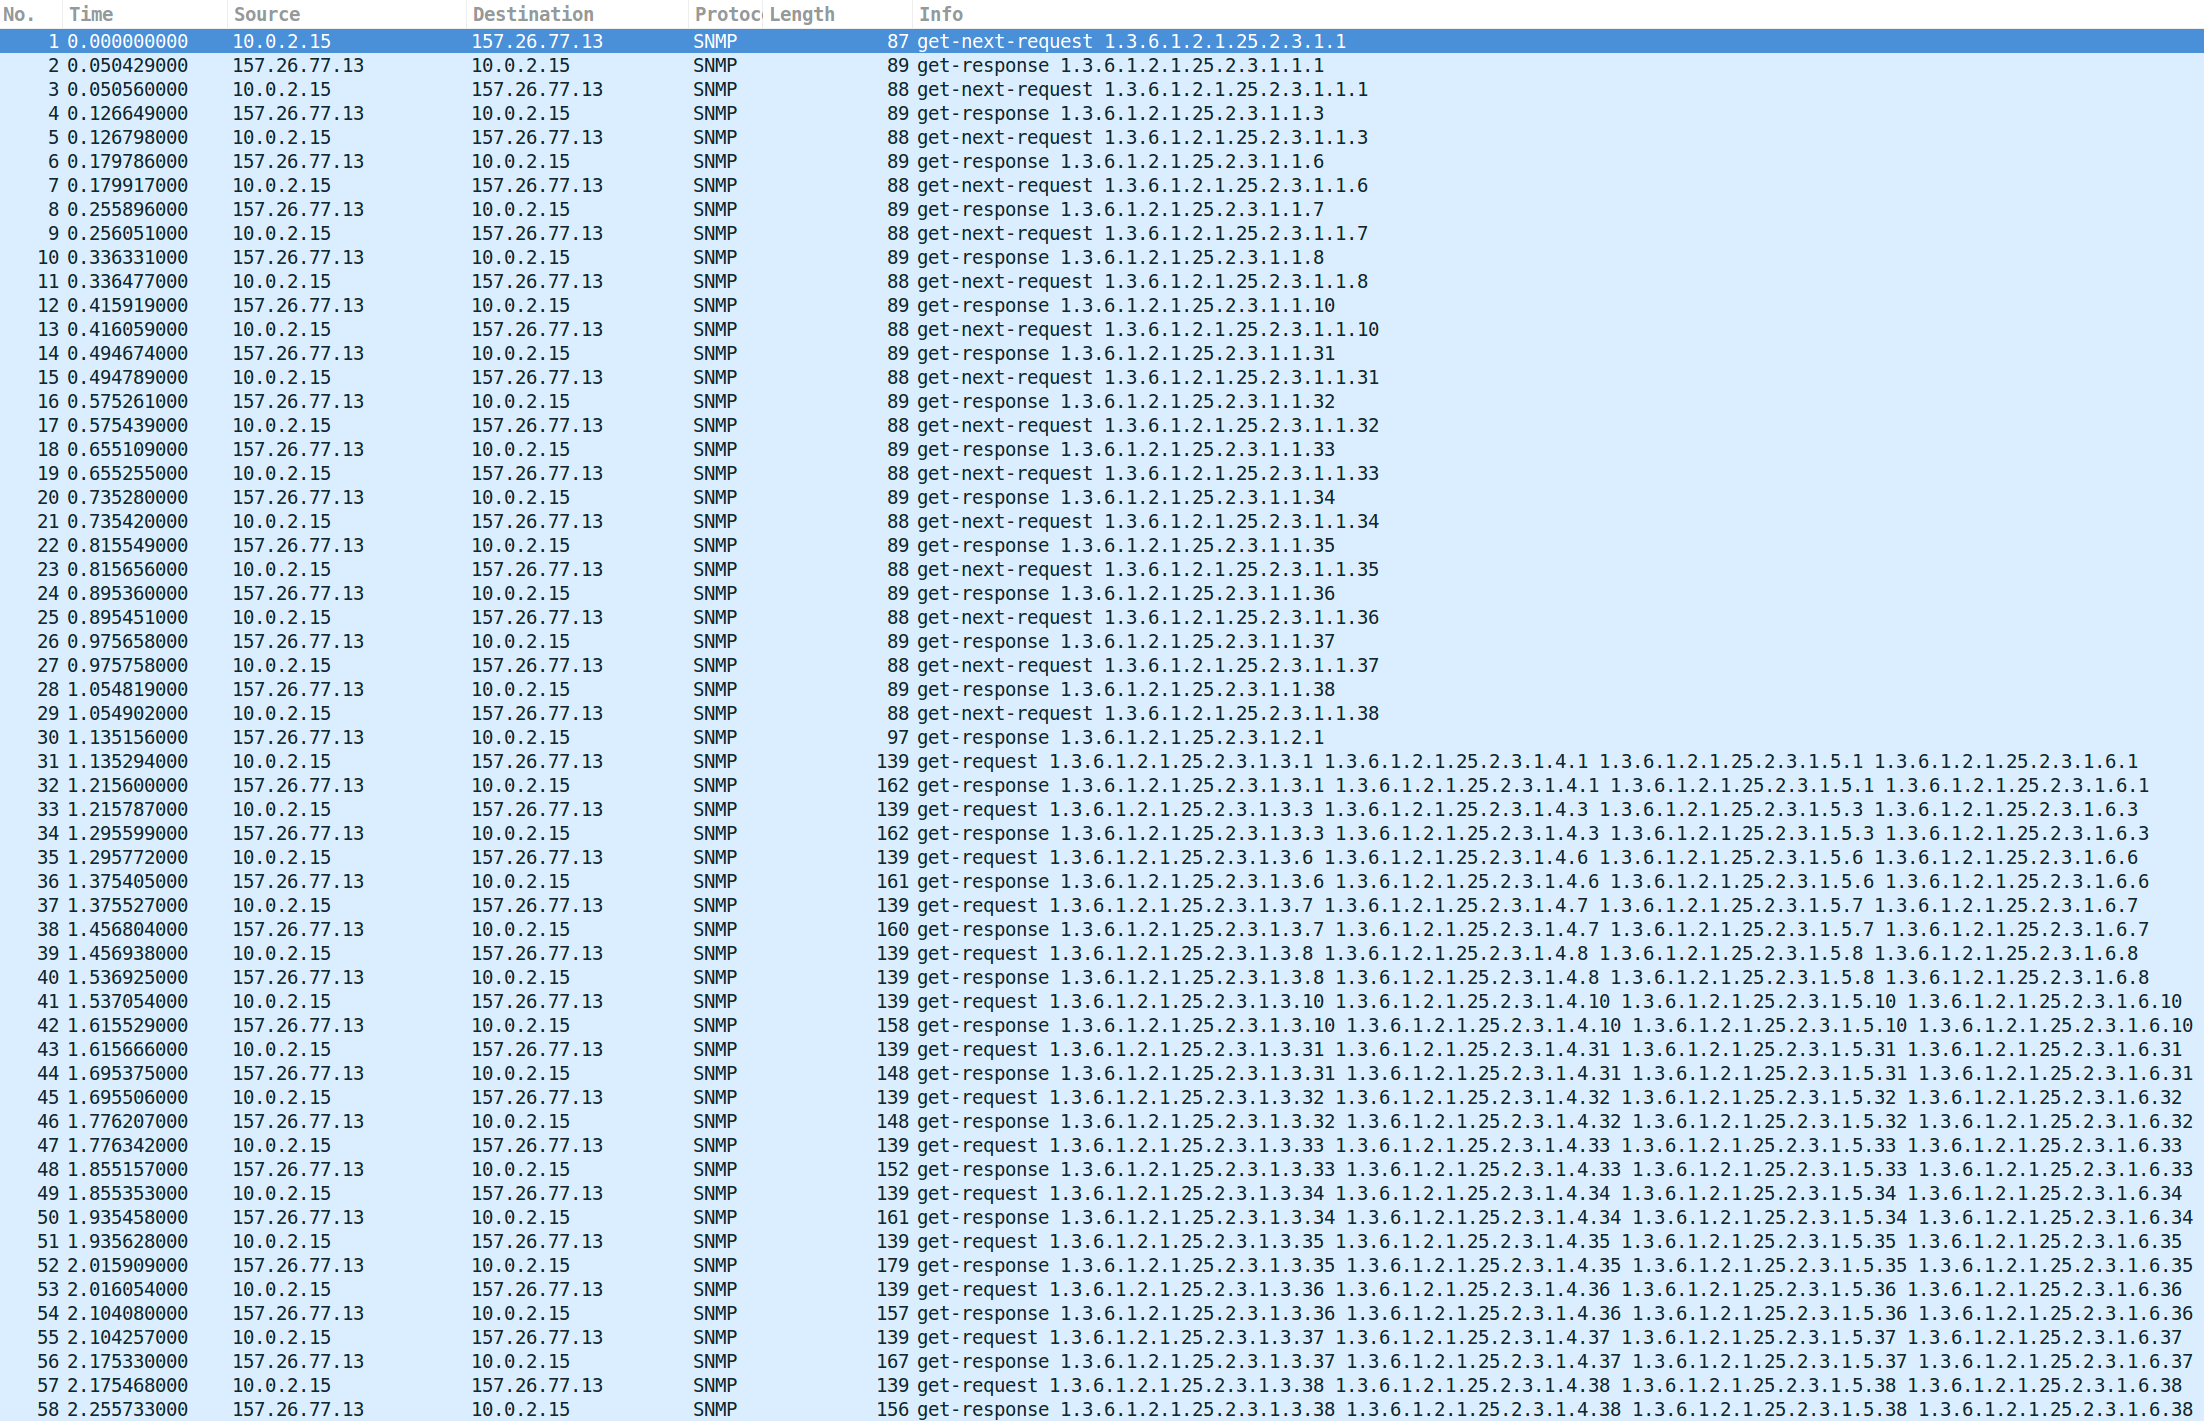 No. Time Source Destination Protoc Length Info
1 0.000000000 10.0.2.15 157.26.77.13 SNMP 87 get-next-request 1.3.6.1.2.1.25.2.3.1.1
2 0.050429000 157.26.77.13 10.0.2.15 SNMP 89 get-response 1.3.6.1.2.1.25.2.3.1.1.1
3 0.050560000 10.0.2.15 157.26.77.13 SNMP 88 get-next-request 1.3.6.1.2.1.25.2.3.1.1.1
4 0.126649000 157.26.77.13 10.0.2.15 SNMP 89 get-response 1.3.6.1.2.1.25.2.3.1.1.3
5 0.126798000 10.0.2.15 157.26.77.13 SNMP 88 get-next-request 1.3.6.1.2.1.25.2.3.1.1.3
6 0.179786000 157.26.77.13 10.0.2.15 SNMP 89 get-response 1.3.6.1.2.1.25.2.3.1.1.6
7 0.179917000 10.0.2.15 157.26.77.13 SNMP 88 get-next-request 1.3.6.1.2.1.25.2.3.1.1.6
8 0.255896000 157.26.77.13 10.0.2.15 SNMP 89 get-response 1.3.6.1.2.1.25.2.3.1.1.7
9 0.256051000 10.0.2.15 157.26.77.13 SNMP 88 get-next-request 1.3.6.1.2.1.25.2.3.1.1.7
10 0.336331000 157.26.77.13 10.0.2.15 SNMP 89 get-response 1.3.6.1.2.1.25.2.3.1.1.8
11 0.336477000 10.0.2.15 157.26.77.13 SNMP 88 get-next-request 1.3.6.1.2.1.25.2.3.1.1.8
12 0.415919000 157.26.77.13 10.0.2.15 SNMP 89 get-response 1.3.6.1.2.1.25.2.3.1.1.10
13 0.416059000 10.0.2.15 157.26.77.13 SNMP 88 get-next-request 1.3.6.1.2.1.25.2.3.1.1.10
14 0.494674000 157.26.77.13 10.0.2.15 SNMP 89 get-response 1.3.6.1.2.1.25.2.3.1.1.31
15 0.494789000 10.0.2.15 157.26.77.13 SNMP 88 get-next-request 1.3.6.1.2.1.25.2.3.1.1.31
16 0.575261000 157.26.77.13 10.0.2.15 SNMP 89 get-response 1.3.6.1.2.1.25.2.3.1.1.32
17 0.575439000 10.0.2.15 157.26.77.13 SNMP 88 get-next-request 1.3.6.1.2.1.25.2.3.1.1.32
18 0.655109000 157.26.77.13 10.0.2.15 SNMP 89 get-response 1.3.6.1.2.1.25.2.3.1.1.33
19 0.655255000 10.0.2.15 157.26.77.13 SNMP 88 get-next-request 1.3.6.1.2.1.25.2.3.1.1.33
20 0.735280000 157.26.77.13 10.0.2.15 SNMP 89 get-response 1.3.6.1.2.1.25.2.3.1.1.34
21 0.735420000 10.0.2.15 157.26.77.13 SNMP 88 get-next-request 1.3.6.1.2.1.25.2.3.1.1.34
22 0.815549000 157.26.77.13 10.0.2.15 SNMP 89 get-response 1.3.6.1.2.1.25.2.3.1.1.35
23 0.815656000 10.0.2.15 157.26.77.13 SNMP 88 get-next-request 1.3.6.1.2.1.25.2.3.1.1.35
24 0.895360000 157.26.77.13 10.0.2.15 SNMP 89 get-response 1.3.6.1.2.1.25.2.3.1.1.36
25 0.895451000 10.0.2.15 157.26.77.13 SNMP 88 get-next-request 1.3.6.1.2.1.25.2.3.1.1.36
26 0.975658000 157.26.77.13 10.0.2.15 SNMP 89 get-response 1.3.6.1.2.1.25.2.3.1.1.37
27 0.975758000 10.0.2.15 157.26.77.13 SNMP 88 get-next-request 1.3.6.1.2.1.25.2.3.1.1.37
28 1.054819000 157.26.77.13 10.0.2.15 SNMP 89 get-response 1.3.6.1.2.1.25.2.3.1.1.38
29 1.054902000 10.0.2.15 157.26.77.13 SNMP 88 get-next-request 1.3.6.1.2.1.25.2.3.1.1.38
30 1.135156000 157.26.77.13 10.0.2.15 SNMP 97 get-response 1.3.6.1.2.1.25.2.3.1.2.1
31 1.135294000 10.0.2.15 157.26.77.13 SNMP 139 get-request 1.3.6.1.2.1.25.2.3.1.3.1 1.3.6.1.2.1.25.2.3.1.4.1 1.3.6.1.2.1.25.2.3.1.5.1 1.3.6.1.2.1.25.2.3.1.6.1
32 1.215600000 157.26.77.13 10.0.2.15 SNMP 162 get-response 1.3.6.1.2.1.25.2.3.1.3.1 1.3.6.1.2.1.25.2.3.1.4.1 1.3.6.1.2.1.25.2.3.1.5.1 1.3.6.1.2.1.25.2.3.1.6.1
33 1.215787000 10.0.2.15 157.26.77.13 SNMP 139 get-request 1.3.6.1.2.1.25.2.3.1.3.3 1.3.6.1.2.1.25.2.3.1.4.3 1.3.6.1.2.1.25.2.3.1.5.3 1.3.6.1.2.1.25.2.3.1.6.3
34 1.295599000 157.26.77.13 10.0.2.15 SNMP 162 get-response 1.3.6.1.2.1.25.2.3.1.3.3 1.3.6.1.2.1.25.2.3.1.4.3 1.3.6.1.2.1.25.2.3.1.5.3 1.3.6.1.2.1.25.2.3.1.6.3
35 1.295772000 10.0.2.15 157.26.77.13 SNMP 139 get-request 1.3.6.1.2.1.25.2.3.1.3.6 1.3.6.1.2.1.25.2.3.1.4.6 1.3.6.1.2.1.25.2.3.1.5.6 1.3.6.1.2.1.25.2.3.1.6.6
36 1.375405000 157.26.77.13 10.0.2.15 SNMP 161 get-response 1.3.6.1.2.1.25.2.3.1.3.6 1.3.6.1.2.1.25.2.3.1.4.6 1.3.6.1.2.1.25.2.3.1.5.6 1.3.6.1.2.1.25.2.3.1.6.6
37 1.375527000 10.0.2.15 157.26.77.13 SNMP 139 get-request 1.3.6.1.2.1.25.2.3.1.3.7 1.3.6.1.2.1.25.2.3.1.4.7 1.3.6.1.2.1.25.2.3.1.5.7 1.3.6.1.2.1.25.2.3.1.6.7
38 1.456804000 157.26.77.13 10.0.2.15 SNMP 160 get-response 1.3.6.1.2.1.25.2.3.1.3.7 1.3.6.1.2.1.25.2.3.1.4.7 1.3.6.1.2.1.25.2.3.1.5.7 1.3.6.1.2.1.25.2.3.1.6.7
39 1.456938000 10.0.2.15 157.26.77.13 SNMP 139 get-request 1.3.6.1.2.1.25.2.3.1.3.8 1.3.6.1.2.1.25.2.3.1.4.8 1.3.6.1.2.1.25.2.3.1.5.8 1.3.6.1.2.1.25.2.3.1.6.8
40 1.536925000 157.26.77.13 10.0.2.15 SNMP 139 get-response 1.3.6.1.2.1.25.2.3.1.3.8 1.3.6.1.2.1.25.2.3.1.4.8 1.3.6.1.2.1.25.2.3.1.5.8 1.3.6.1.2.1.25.2.3.1.6.8
41 1.537054000 10.0.2.15 157.26.77.13 SNMP 139 get-request 1.3.6.1.2.1.25.2.3.1.3.10 1.3.6.1.2.1.25.2.3.1.4.10 1.3.6.1.2.1.25.2.3.1.5.10 1.3.6.1.2.1.25.2.3.1.6.10
42 1.615529000 157.26.77.13 10.0.2.15 SNMP 158 get-response 1.3.6.1.2.1.25.2.3.1.3.10 1.3.6.1.2.1.25.2.3.1.4.10 1.3.6.1.2.1.25.2.3.1.5.10 1.3.6.1.2.1.25.2.3.1.6.10
43 1.615666000 10.0.2.15 157.26.77.13 SNMP 139 get-request 1.3.6.1.2.1.25.2.3.1.3.31 1.3.6.1.2.1.25.2.3.1.4.31 1.3.6.1.2.1.25.2.3.1.5.31 1.3.6.1.2.1.25.2.3.1.6.31
44 1.695375000 157.26.77.13 10.0.2.15 SNMP 148 get-response 1.3.6.1.2.1.25.2.3.1.3.31 1.3.6.1.2.1.25.2.3.1.4.31 1.3.6.1.2.1.25.2.3.1.5.31 1.3.6.1.2.1.25.2.3.1.6.31
45 1.695506000 10.0.2.15 157.26.77.13 SNMP 139 get-request 1.3.6.1.2.1.25.2.3.1.3.32 1.3.6.1.2.1.25.2.3.1.4.32 1.3.6.1.2.1.25.2.3.1.5.32 1.3.6.1.2.1.25.2.3.1.6.32
46 1.776207000 157.26.77.13 10.0.2.15 SNMP 148 get-response 1.3.6.1.2.1.25.2.3.1.3.32 1.3.6.1.2.1.25.2.3.1.4.32 1.3.6.1.2.1.25.2.3.1.5.32 1.3.6.1.2.1.25.2.3.1.6.32
47 1.776342000 10.0.2.15 157.26.77.13 SNMP 139 get-request 1.3.6.1.2.1.25.2.3.1.3.33 1.3.6.1.2.1.25.2.3.1.4.33 1.3.6.1.2.1.25.2.3.1.5.33 1.3.6.1.2.1.25.2.3.1.6.33
48 1.855157000 157.26.77.13 10.0.2.15 SNMP 152 get-response 1.3.6.1.2.1.25.2.3.1.3.33 1.3.6.1.2.1.25.2.3.1.4.33 1.3.6.1.2.1.25.2.3.1.5.33 1.3.6.1.2.1.25.2.3.1.6.33
49 1.855353000 10.0.2.15 157.26.77.13 SNMP 139 get-request 1.3.6.1.2.1.25.2.3.1.3.34 1.3.6.1.2.1.25.2.3.1.4.34 1.3.6.1.2.1.25.2.3.1.5.34 1.3.6.1.2.1.25.2.3.1.6.34
50 1.935458000 157.26.77.13 10.0.2.15 SNMP 161 get-response 1.3.6.1.2.1.25.2.3.1.3.34 1.3.6.1.2.1.25.2.3.1.4.34 1.3.6.1.2.1.25.2.3.1.5.34 1.3.6.1.2.1.25.2.3.1.6.34
51 1.935628000 10.0.2.15 157.26.77.13 SNMP 139 get-request 1.3.6.1.2.1.25.2.3.1.3.35 1.3.6.1.2.1.25.2.3.1.4.35 1.3.6.1.2.1.25.2.3.1.5.35 1.3.6.1.2.1.25.2.3.1.6.35
52 2.015909000 157.26.77.13 10.0.2.15 SNMP 179 get-response 1.3.6.1.2.1.25.2.3.1.3.35 1.3.6.1.2.1.25.2.3.1.4.35 1.3.6.1.2.1.25.2.3.1.5.35 1.3.6.1.2.1.25.2.3.1.6.35
53 2.016054000 10.0.2.15 157.26.77.13 SNMP 139 get-request 1.3.6.1.2.1.25.2.3.1.3.36 1.3.6.1.2.1.25.2.3.1.4.36 1.3.6.1.2.1.25.2.3.1.5.36 1.3.6.1.2.1.25.2.3.1.6.36
54 2.104080000 157.26.77.13 10.0.2.15 SNMP 157 get-response 1.3.6.1.2.1.25.2.3.1.3.36 1.3.6.1.2.1.25.2.3.1.4.36 1.3.6.1.2.1.25.2.3.1.5.36 1.3.6.1.2.1.25.2.3.1.6.36
55 2.104257000 10.0.2.15 157.26.77.13 SNMP 139 get-request 1.3.6.1.2.1.25.2.3.1.3.37 1.3.6.1.2.1.25.2.3.1.4.37 1.3.6.1.2.1.25.2.3.1.5.37 1.3.6.1.2.1.25.2.3.1.6.37
56 2.175330000 157.26.77.13 10.0.2.15 SNMP 167 get-response 1.3.6.1.2.1.25.2.3.1.3.37 1.3.6.1.2.1.25.2.3.1.4.37 1.3.6.1.2.1.25.2.3.1.5.37 1.3.6.1.2.1.25.2.3.1.6.37
57 2.175468000 10.0.2.15 157.26.77.13 SNMP 139 get-request 1.3.6.1.2.1.25.2.3.1.3.38 1.3.6.1.2.1.25.2.3.1.4.38 1.3.6.1.2.1.25.2.3.1.5.38 1.3.6.1.2.1.25.2.3.1.6.38
58 2.255733000 157.26.77.13 10.0.2.15 SNMP 156 get-response 1.3.6.1.2.1.25.2.3.1.3.38 1.3.6.1.2.1.25.2.3.1.4.38 1.3.6.1.2.1.25.2.3.1.5.38 1.3.6.1.2.1.25.2.3.1.6.38